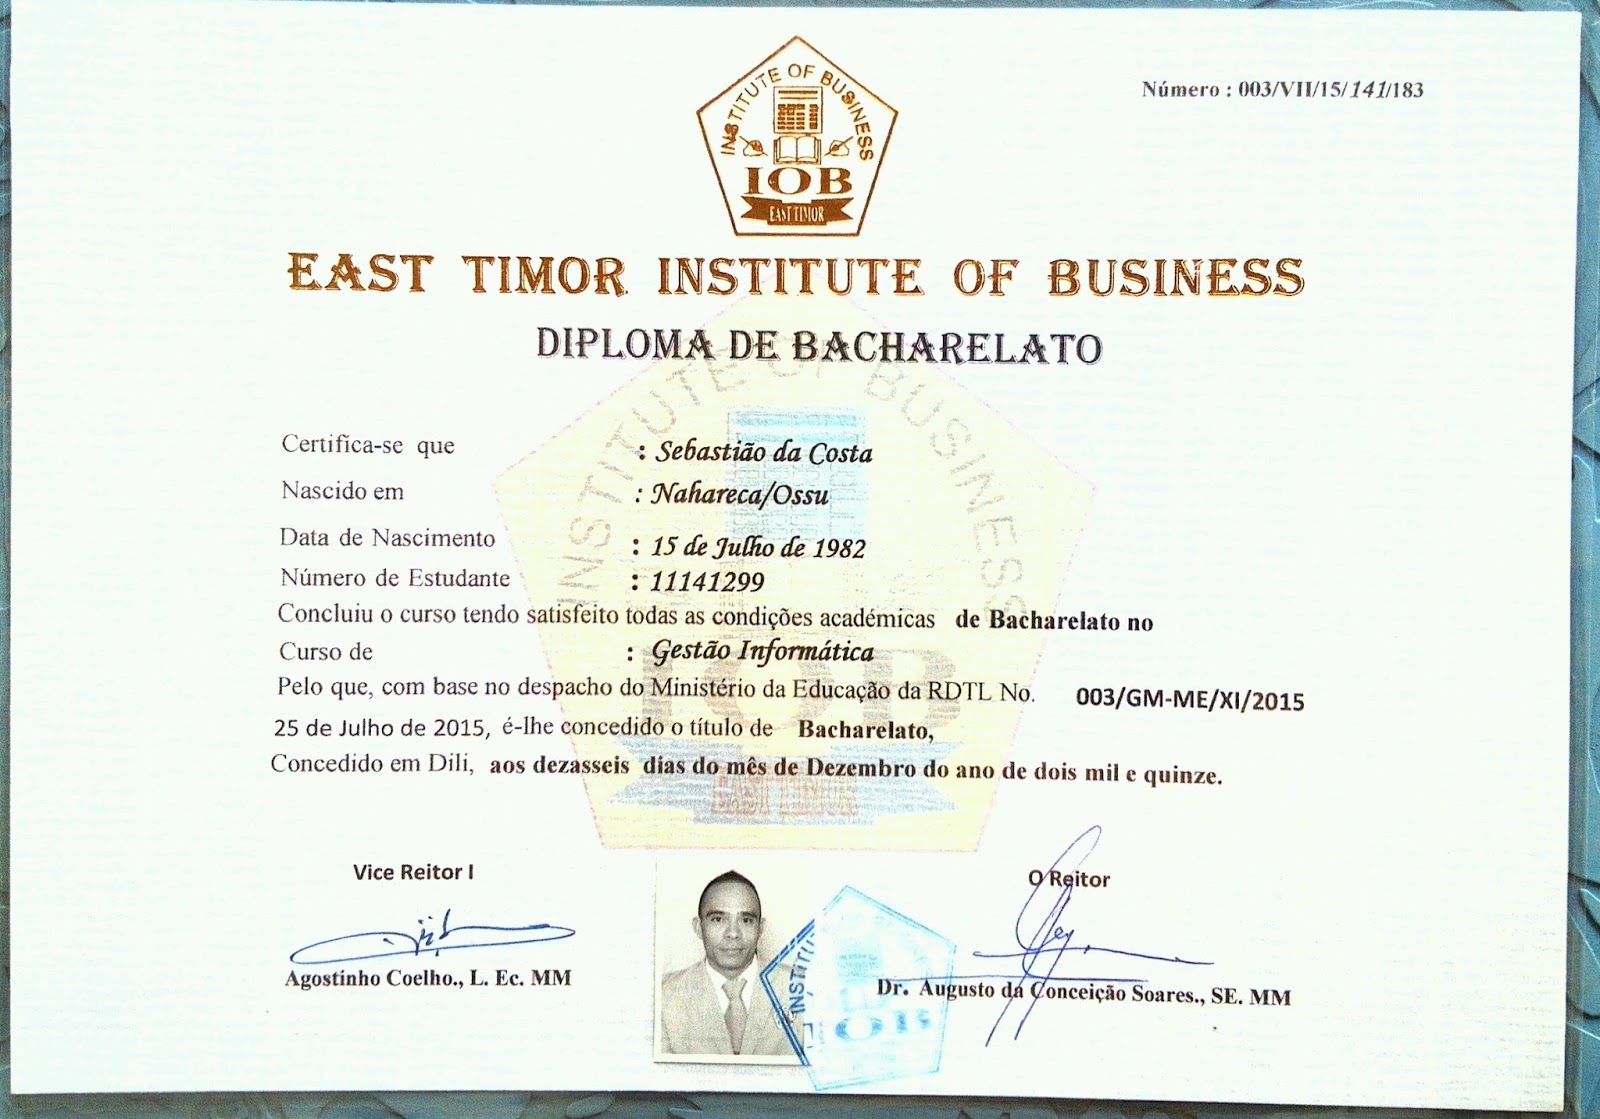 Número : 003/VII/15/141/183
INSTITUTE OF BUSINESS
IOB
EAST TIMOR
EAST TIMOR INSTITUTE OF BUSINESS
DIPLOMA DE BACHARELATO
INSTITUTE OF BUSINESS
IOB
EAST TIMOR
Certifica-se que : Sebastião da Costa
Nascido em : Nahareca/Ossu
Data de Nascimento : 15 de Julho de 1982
Número de Estudante : 11141299
Concluiu o curso tendo satisfeito todas as condições académicas de Bacharelato no
Curso de : Gestão Informática
Pelo que, com base no despacho do Ministério da Educação da RDTL No. 003/GM-ME/XI/2015
25 de Julho de 2015, é-lhe concedido o título de Bacharelato,
Concedido em Dili, aos dezasseis dias do mês de Dezembro do ano de dois mil e quinze.
Vice Reitor I
O Reitor
Agostinho Coelho., L. Ec. MM
Dr. Augusto da Conceição Soares., SE. MM